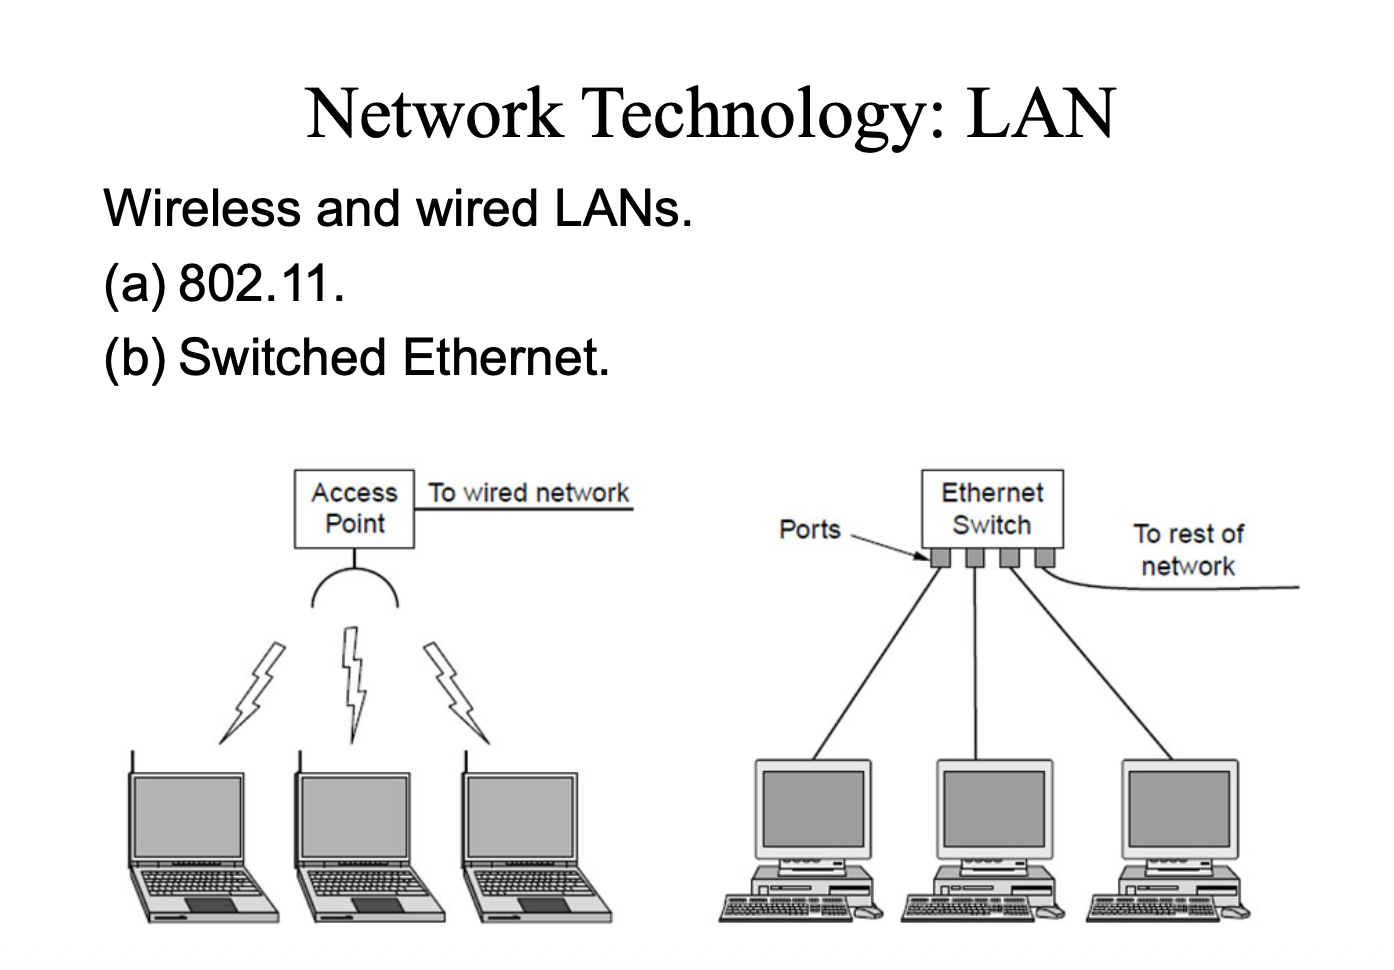 Network Technology: LAN
Wireless and wired LANs.
(a) 802.11.
(b) Switched Ethernet.
Access
Point
To wired network
Ports
Ethernet
Switch
To rest of
network